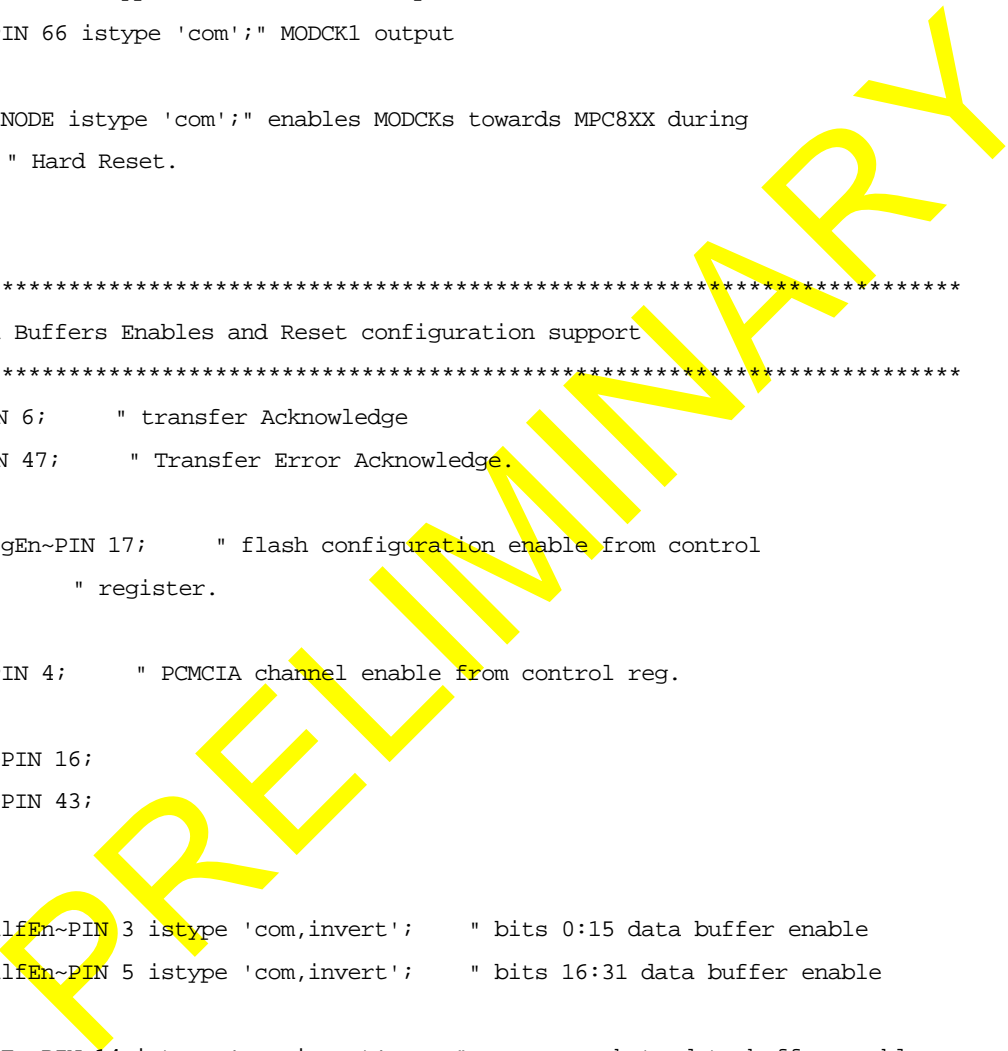 PIN 66 istype 'com';" MODCK1 output
NODE istype 'com';" enables MODCKs towards MPC8XX during
" Hard Reset.
************************************************************************
Buffers Enables and Reset configuration support
************************************************************************
N 6; " transfer Acknowledge
N 47; " Transfer Error Acknowledge.
gEn~PIN 17; " flash configuration enable from control
" register.
PIN 4; " PCMCIA channel enable from control reg.
PIN 16;
PIN 43;
lfEn~PIN 3 istype 'com,invert'; " bits 0:15 data buffer enable
lfEn~PIN 5 istype 'com,invert'; " bits 16:31 data buffer enable
PRELIMINARY